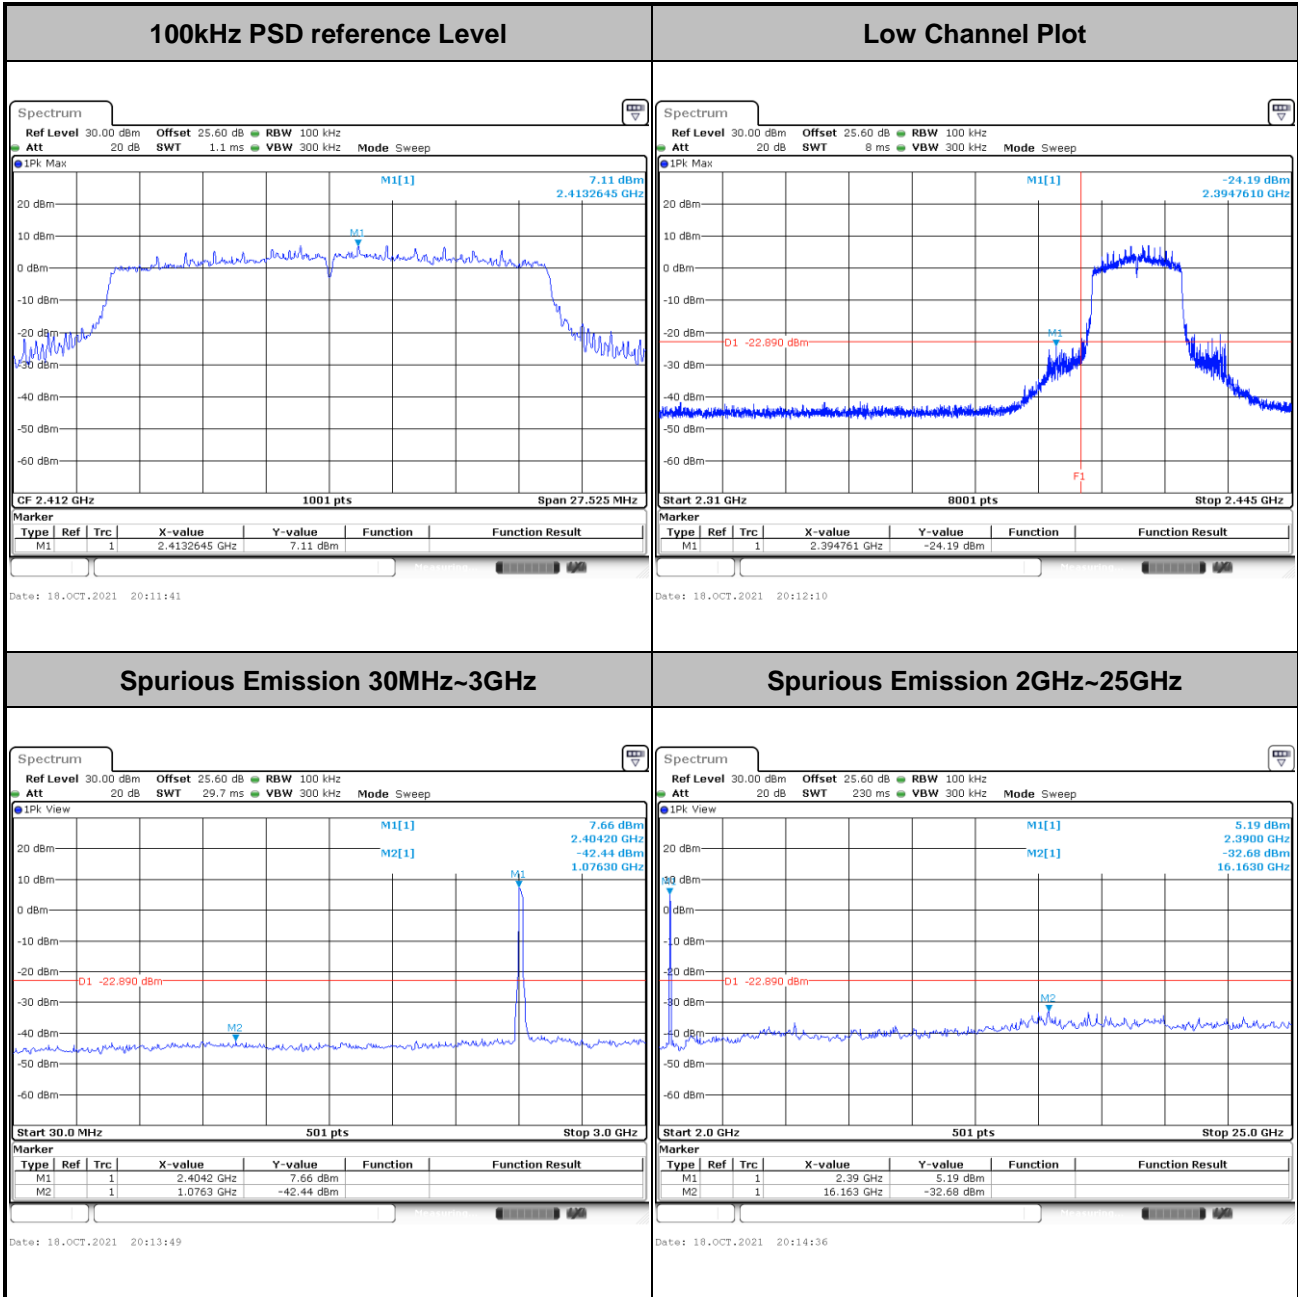 100kHz PSD reference Level
Spectrum
Ref Level 30.00 dBm Offset 25.60 dB RBW 100 kHz
Att 20 dB SWT 1.1 ms VBW 300 kHz Mode Sweep
1Pk Max
M1[1] 7.11 dBm
2.4132645 GHz
20 dBm
M1
10 dBm
0 dBm
-10 dBm
-20 dBm
-30 dBm
-40 dBm
-50 dBm
-60 dBm
CF 2.412 GHz 1001 pts Span 27.525 MHz
Marker
Type Ref Trc X-value Y-value Function Function Result
M1 1 2.4132645 GHz 7.11 dBm
Measuring
Date: 18.OCT.2021 20:11:41
Low Channel Plot
Spectrum
Ref Level 30.00 dBm Offset 25.60 dB RBW 100 kHz
Att 20 dB SWT 8 ms VBW 300 kHz Mode Sweep
1Pk Max
M1[1] -24.19 dBm
2.3947610 GHz
20 dBm
10 dBm
0 dBm
-10 dBm
-20 dBm
M1
D1 -22.890 dBm
-30 dBm
-40 dBm
-50 dBm
-60 dBm
F1
Start 2.31 GHz 8001 pts Stop 2.445 GHz
Marker
Type Ref Trc X-value Y-value Function Function Result
M1 1 2.394761 GHz -24.19 dBm
Measuring
Date: 18.OCT.2021 20:12:10
Spurious Emission 30MHz~3GHz
Spectrum
Ref Level 30.00 dBm Offset 25.60 dB RBW 100 kHz
Att 20 dB SWT 29.7 ms VBW 300 kHz Mode Sweep
1Pk View
M1[1] 7.66 dBm
2.40420 GHz
20 dBm
M2[1] -42.44 dBm
1.07630 GHz
M1
10 dBm
0 dBm
-10 dBm
-20 dBm
D1 -22.890 dBm
-30 dBm
M2
-40 dBm
-50 dBm
-60 dBm
Start 30.0 MHz 501 pts Stop 3.0 GHz
Marker
Type Ref Trc X-value Y-value Function Function Result
M1 1 2.4042 GHz 7.66 dBm
M2 1 1.0763 GHz -42.44 dBm
Measuring
Date: 18.OCT.2021 20:13:49
Spurious Emission 2GHz~25GHz
Spectrum
Ref Level 30.00 dBm Offset 25.60 dB RBW 100 kHz
Att 20 dB SWT 230 ms VBW 300 kHz Mode Sweep
1Pk View
M1[1] 5.19 dBm
2.3900 GHz
20 dBm
M2[1] -32.68 dBm
16.1630 GHz
10 dBm
0 dBm
-10 dBm
-20 dBm
D1 -22.890 dBm
-30 dBm
M2
-40 dBm
-50 dBm
-60 dBm
Start 2.0 GHz 501 pts Stop 25.0 GHz
Marker
Type Ref Trc X-value Y-value Function Function Result
M1 1 2.39 GHz 5.19 dBm
M2 1 16.163 GHz -32.68 dBm
Measuring
Date: 18.OCT.2021 20:14:36